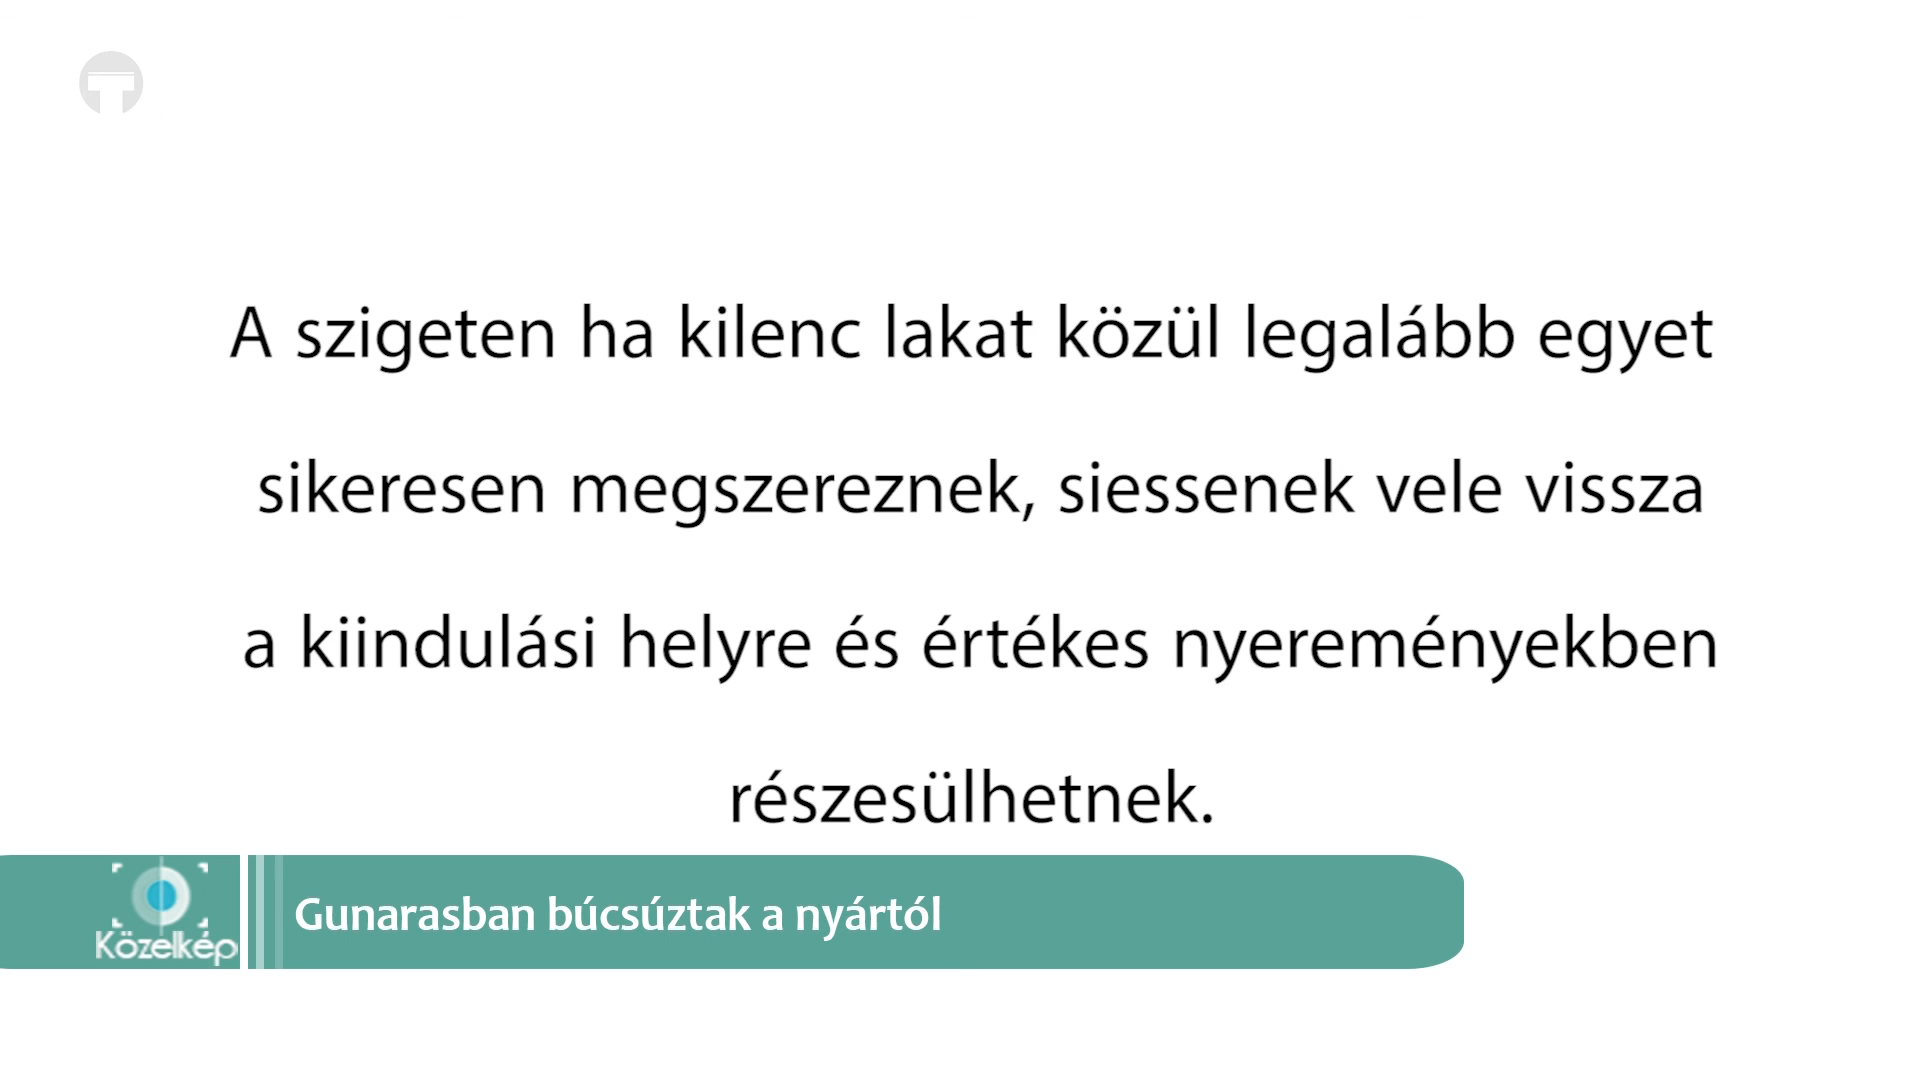 A szigeten ha kilenc lakat közül legalább egyet
sikeresen megszereznek, siessenek vele vissza
a kiindulási helyre és értékes nyereményekben
részesülhetnek.
Közelkép
Gunarasban búcsúztak a nyártól